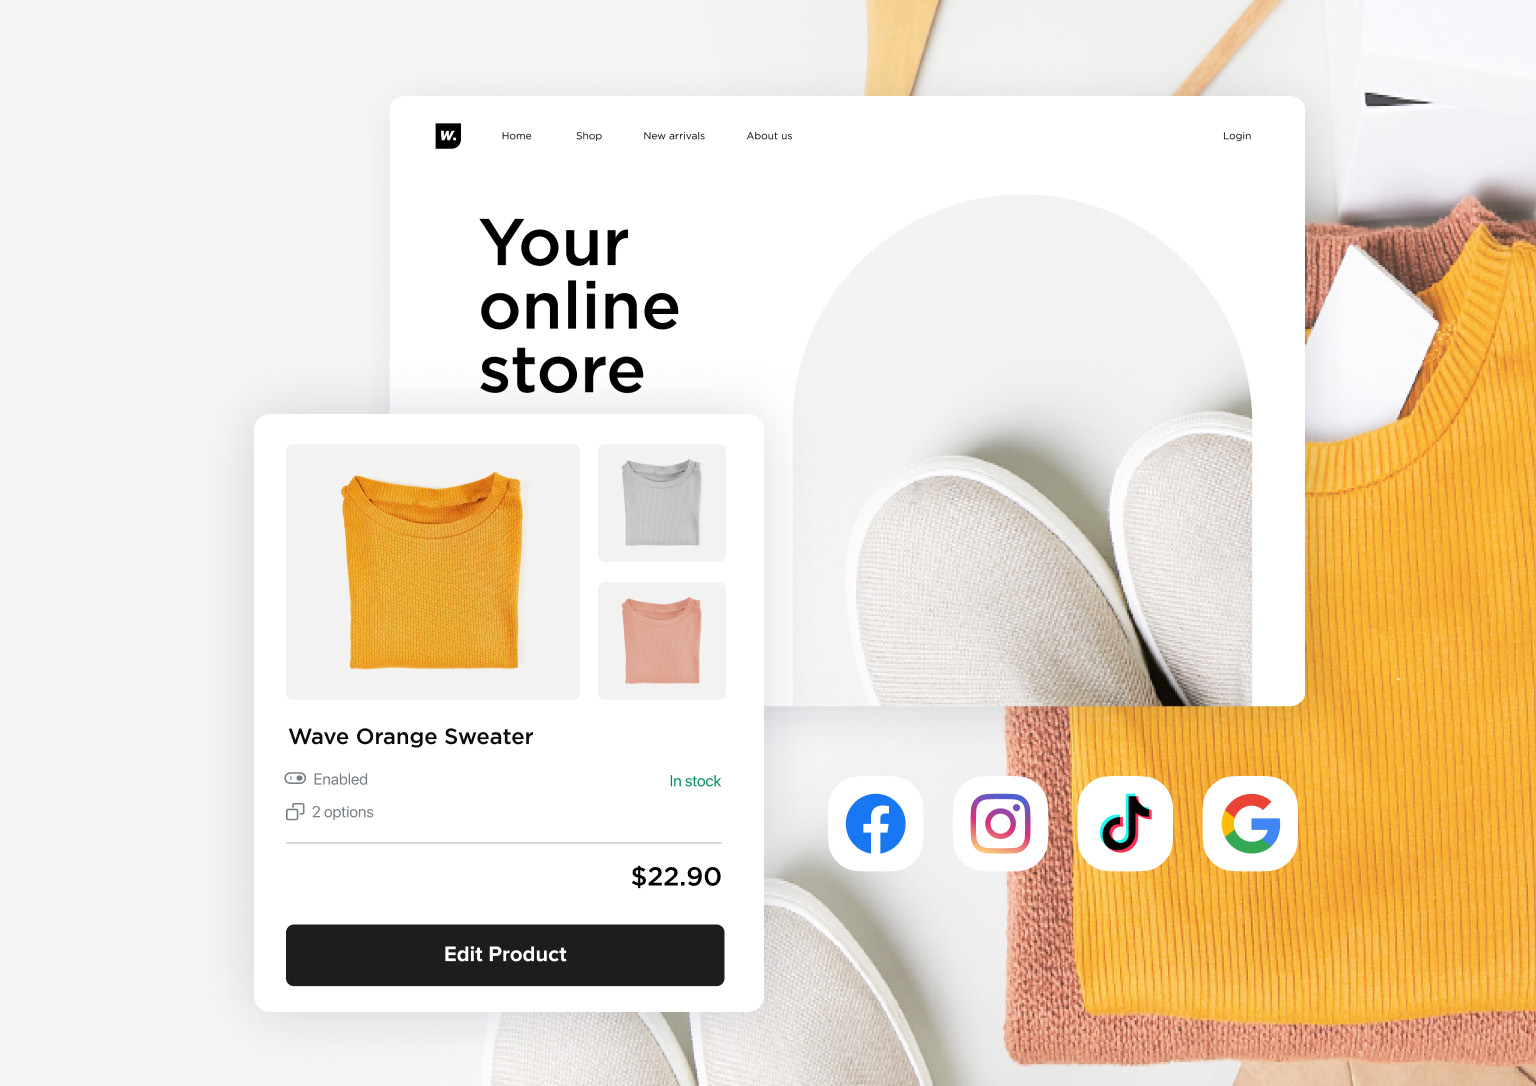 W.
Home
Shop
New arrivals
About us
Login
Your
online
store
Wave Orange Sweater
Enabled
In stock
2 options
$22.90
Edit Product